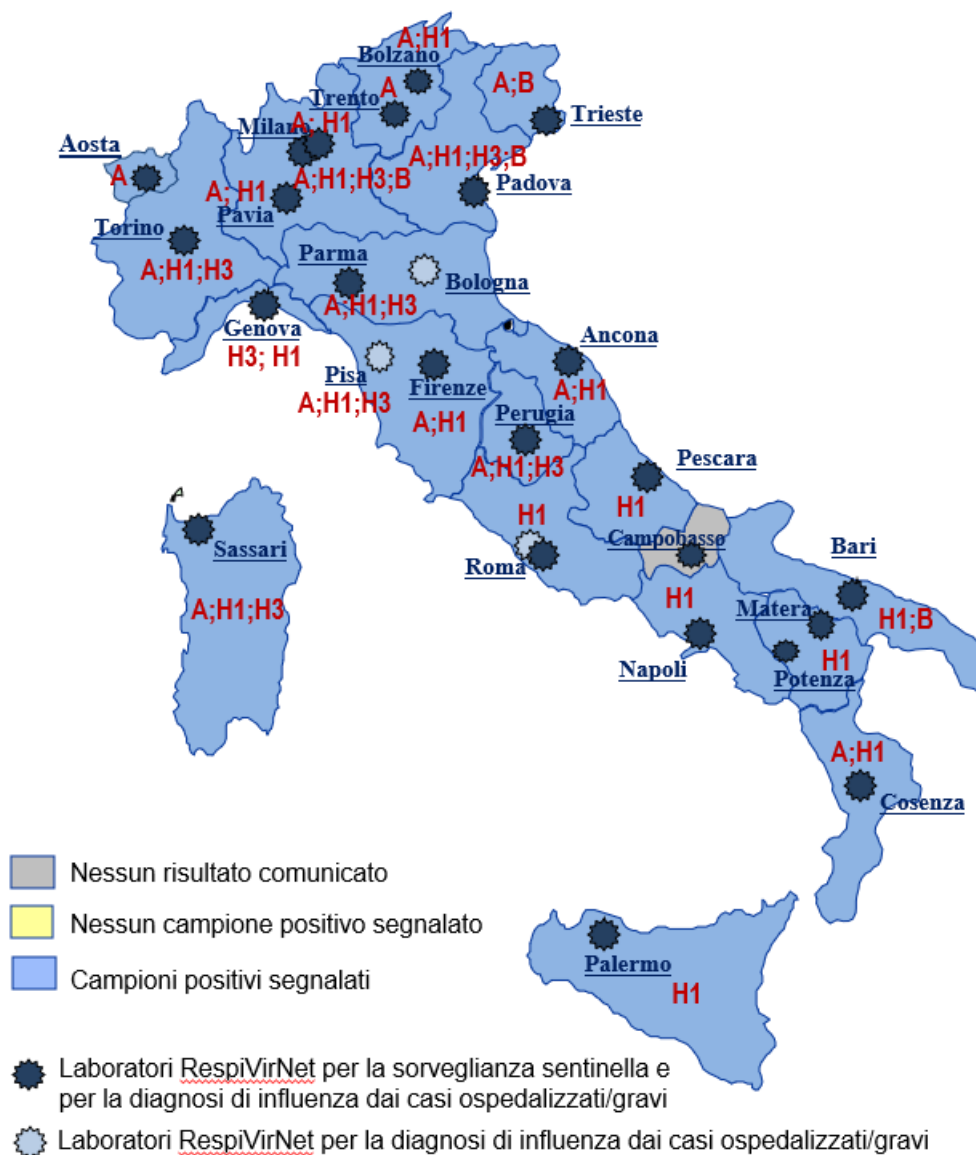 A;H1
Bolzano
A
Trento
A;B
Trieste
Milano
A; H1
A;H1;H3;B
A;H1;H3;B
Padova
Aosta
A
A; H1
Pavia
Torino
A;H1;H3
Parma
A;H1;H3
Bologna
Genova
H3; H1
Pisa
A;H1;H3
Firenze
A;H1
Ancona
A;H1
Perugia
A;H1;H3
Pescara
H1
H1
Roma
Campobasso
Sassari
A;H1;H3
H1
Napoli
Bari
H1;B
Matera
H1
Potenza
A;H1
Cosenza
Palermo
H1
Nessun risultato comunicato
Nessun campione positivo segnalato
Campioni positivi segnalati
Laboratori RespiVirNet per la sorveglianza sentinella e
per la diagnosi di influenza dai casi ospedalizzati/gravi
Laboratori RespiVirNet per la diagnosi di influenza dai casi ospedalizzati/gravi